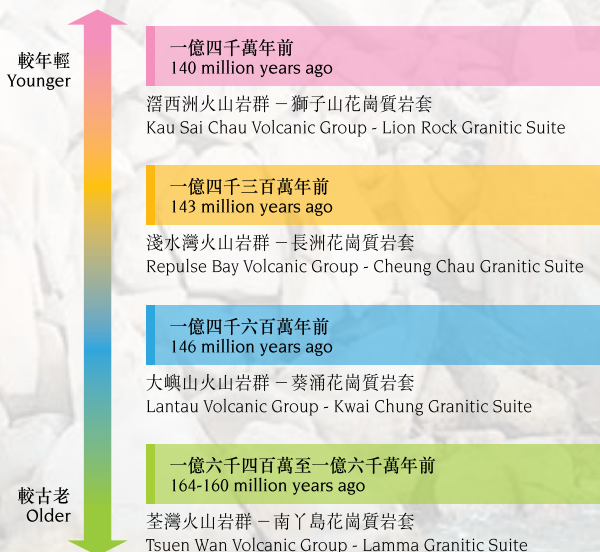 較年輕
Younger
一億四千萬年前
140 million years ago
滘西洲火山岩群 – 獅子山花崗質岩套
Kau Sai Chau Volcanic Group - Lion Rock Granitic Suite
一億四千三百萬年前
143 million years ago
淺水灣火山岩群 – 長洲花崗質岩套
Repulse Bay Volcanic Group - Cheung Chau Granitic Suite
一億四千六百萬年前
146 million years ago
大嶼山火山岩群 – 葵涌花崗質岩套
Lantau Volcanic Group - Kwai Chung Granitic Suite
較古老
Older
一億六千四百萬至一億六千萬年前
164-160 million years ago
荃灣火山岩群 – 南丫島花崗質岩套
Tsuen Wan Volcanic Group - Lamma Granitic Suite